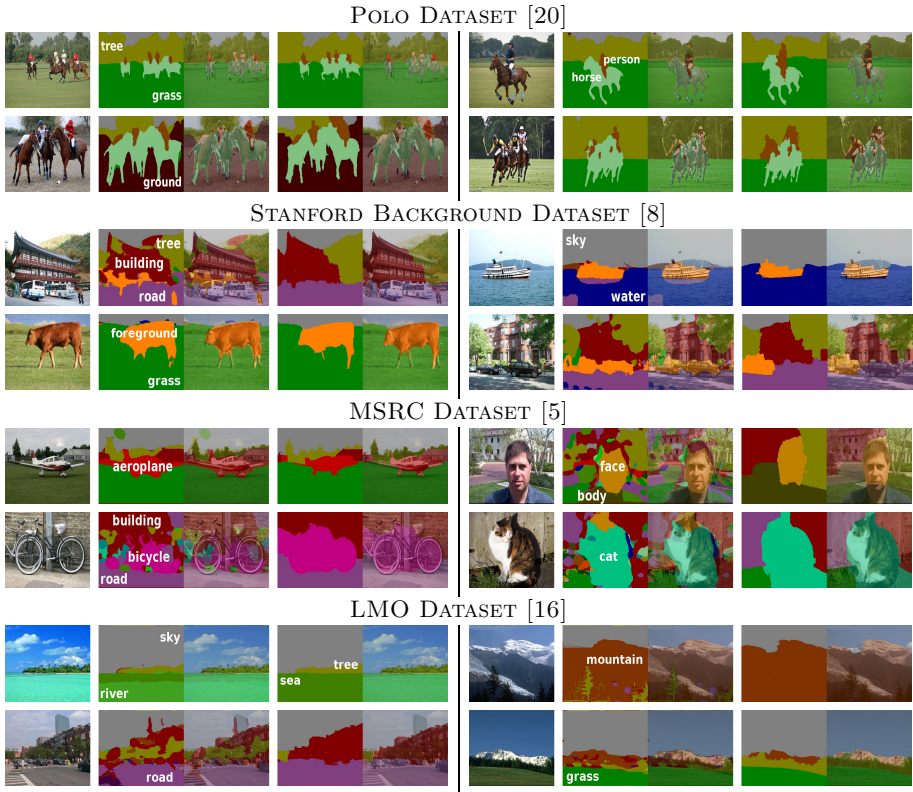 POLO DATASET [20]
tree
grass
person
horse
ground
STANFORD BACKGROUND DATASET [8]
tree
building
road
sky
water
foreground
grass
MSRC DATASET [5]
aeroplane
face
body
building
bicycle
road
cat
LMO DATASET [16]
sky
river
tree
sea
mountain
road
grass